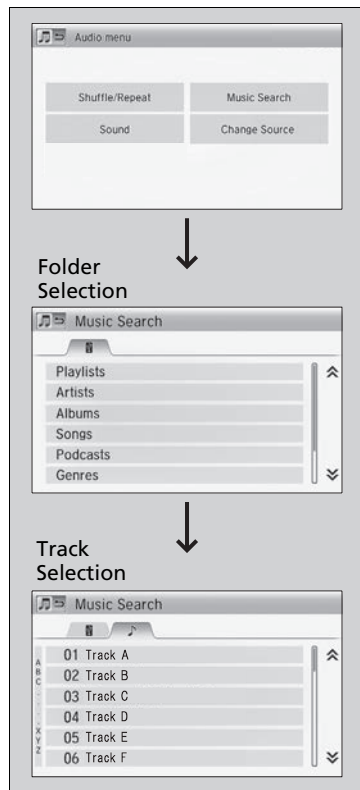 Audio menu
Shuffle/Repeat Music Search
Sound Change Source
Folder
Selection
Music Search
Playlists
Artists
Albums
Songs
Podcasts
Genres
Track
Selection
Music Search
A
B
C
X
Y
Z
01 Track A
02 Track B
03 Track C
04 Track D
05 Track E
06 Track F